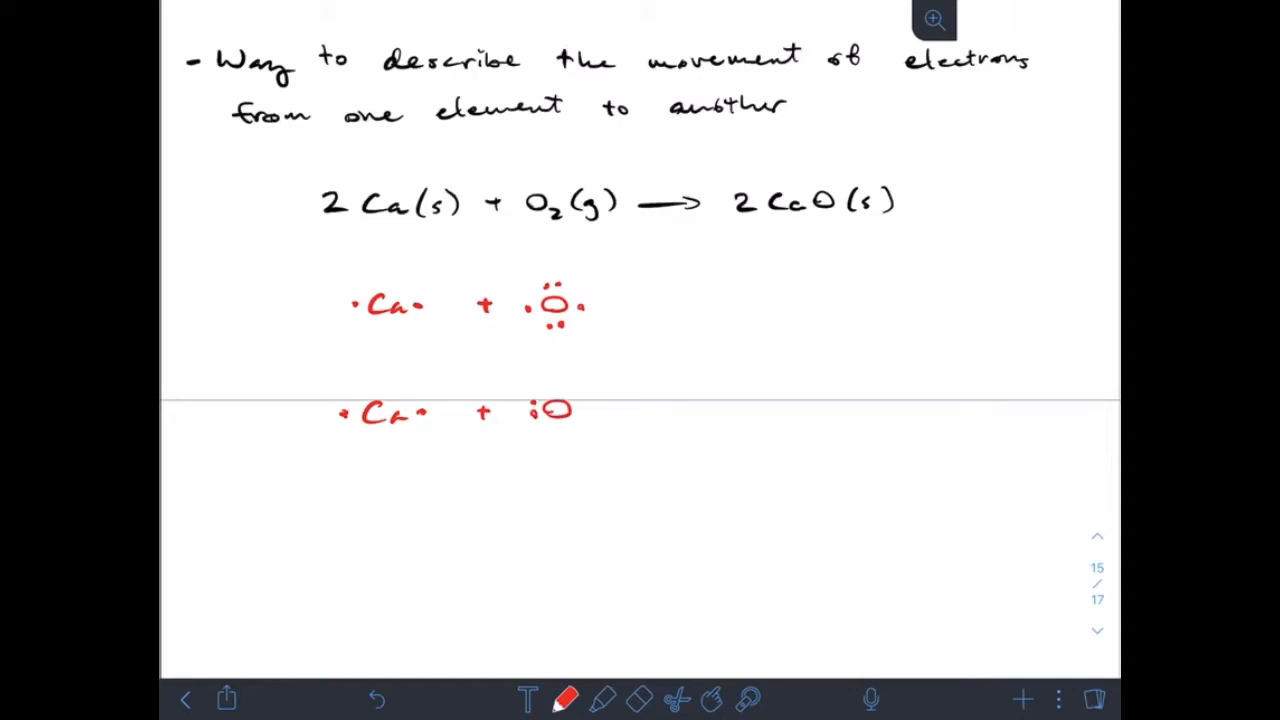 - Way to describe the movement of electrons
from one element to another
2 Ca(s) + O₂(g) → 2 CaO(s)
·Ca· + ·Ö·
·Ca· + :O
15
/
17
T